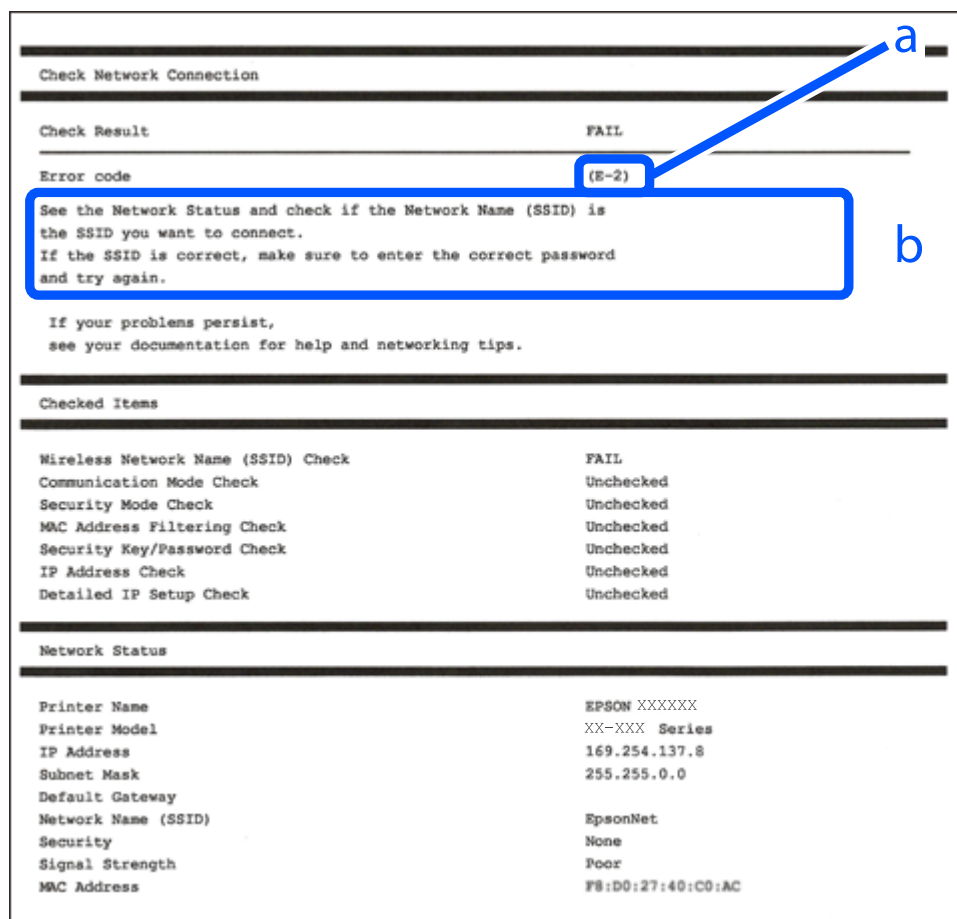 a
Check Network Connection
Check Result FAIL
Error code (E-2)
See the Network Status and check if the Network Name (SSID) is
the SSID you want to connect.
If the SSID is correct, make sure to enter the correct password
and try again.
b
If your problems persist,
see your documentation for help and networking tips.
Checked Items
Wireless Network Name (SSID) Check FAIL
Communication Mode Check Unchecked
Security Mode Check Unchecked
MAC Address Filtering Check Unchecked
Security Key/Password Check Unchecked
IP Address Check Unchecked
Detailed IP Setup Check Unchecked
Network Status
Printer Name EPSON XXXXXX
Printer Model XX-XXX Series
IP Address 169.254.137.8
Subnet Mask 255.255.0.0
Default Gateway
Network Name (SSID) EpsonNet
Security None
Signal Strength Poor
MAC Address F8:D0:27:40:C0:AC